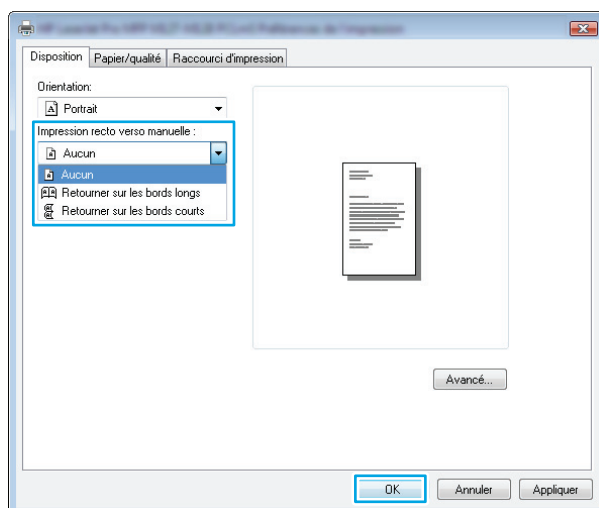 Disposition
Papier/qualité
Raccourci d'impression
Orientation:
Portrait
Impression recto verso manuelle :
Aucun
Aucun
Retourner sur les bords longs
Retourner sur les bords courts
Avancé...
OK
Annuler
Appliquer